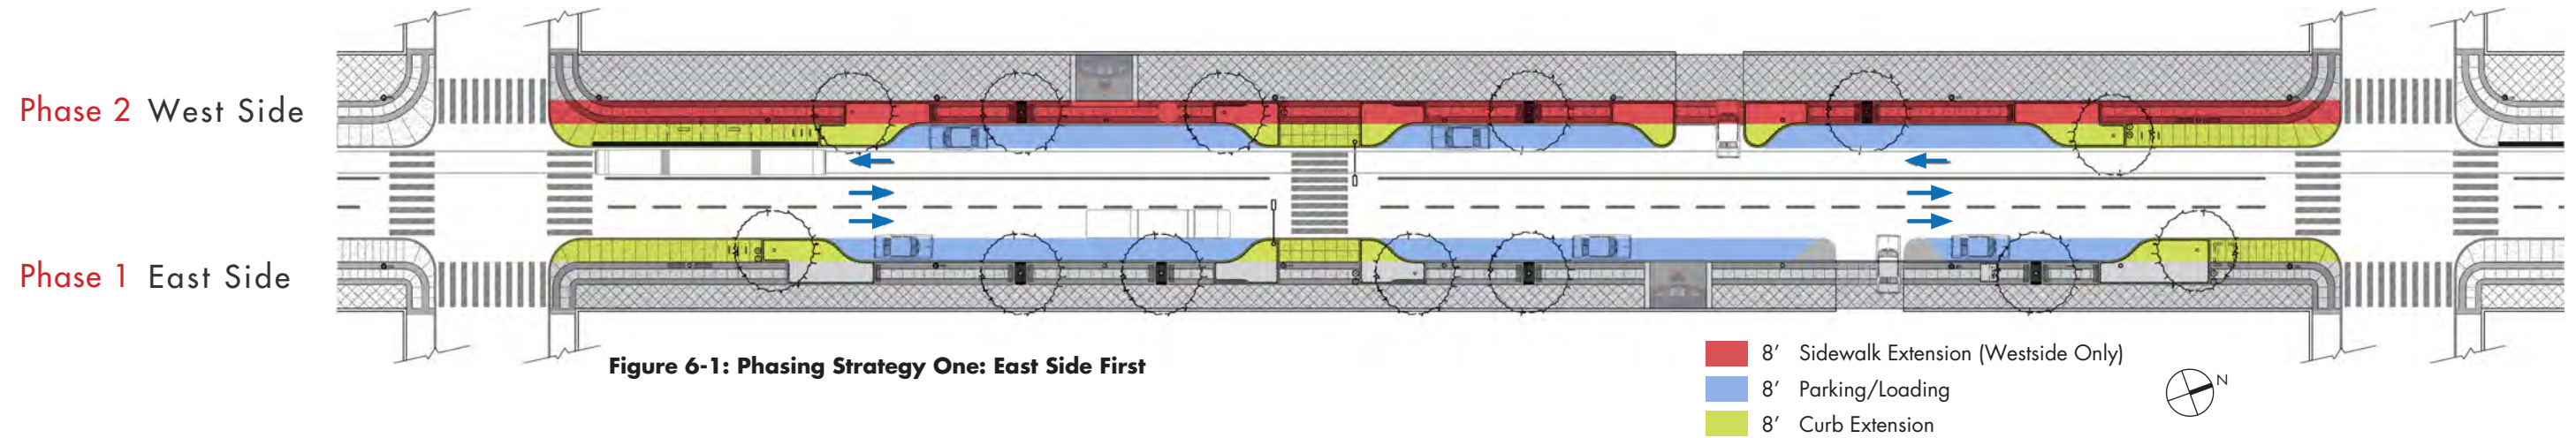 Phase 2 West Side
Phase 1 East Side
Figure 6-1: Phasing Strategy One: East Side First
8’ Sidewalk Extension (Westside Only)
8’ Parking/Loading
8’ Curb Extension
N